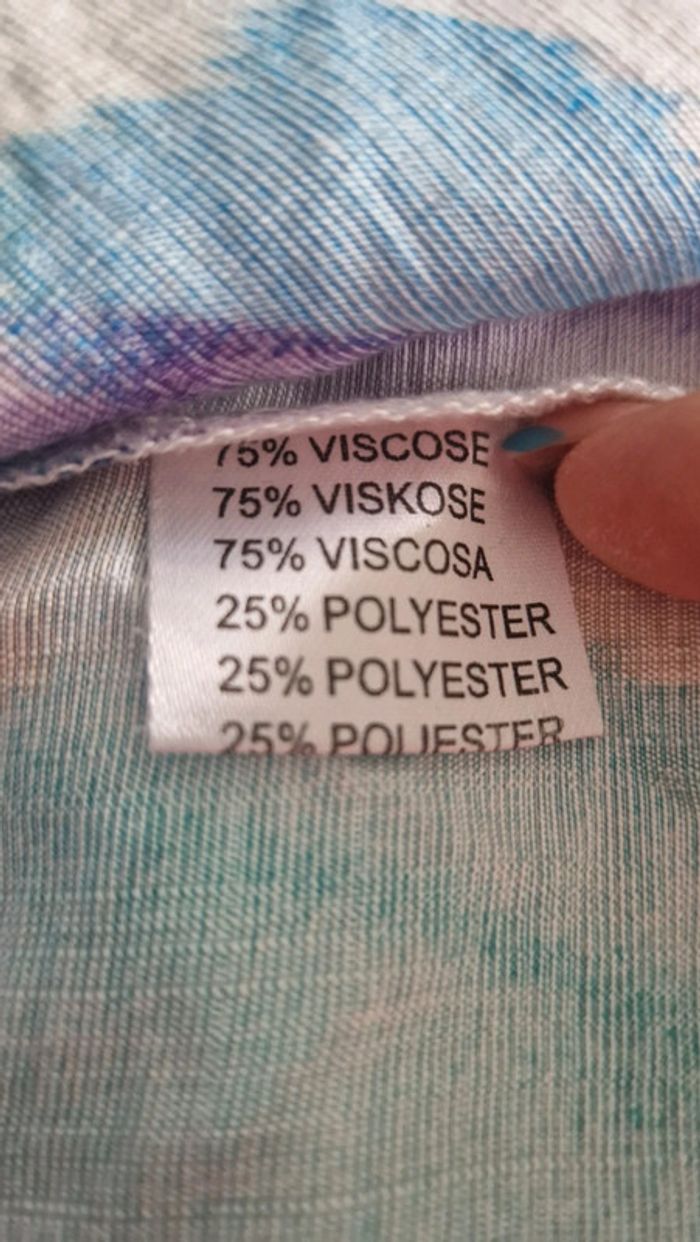 75% VISCOSE
75% VISKOSE
75% VISCOSA
25% POLYESTER
25% POLYESTER
25% POLIESTER